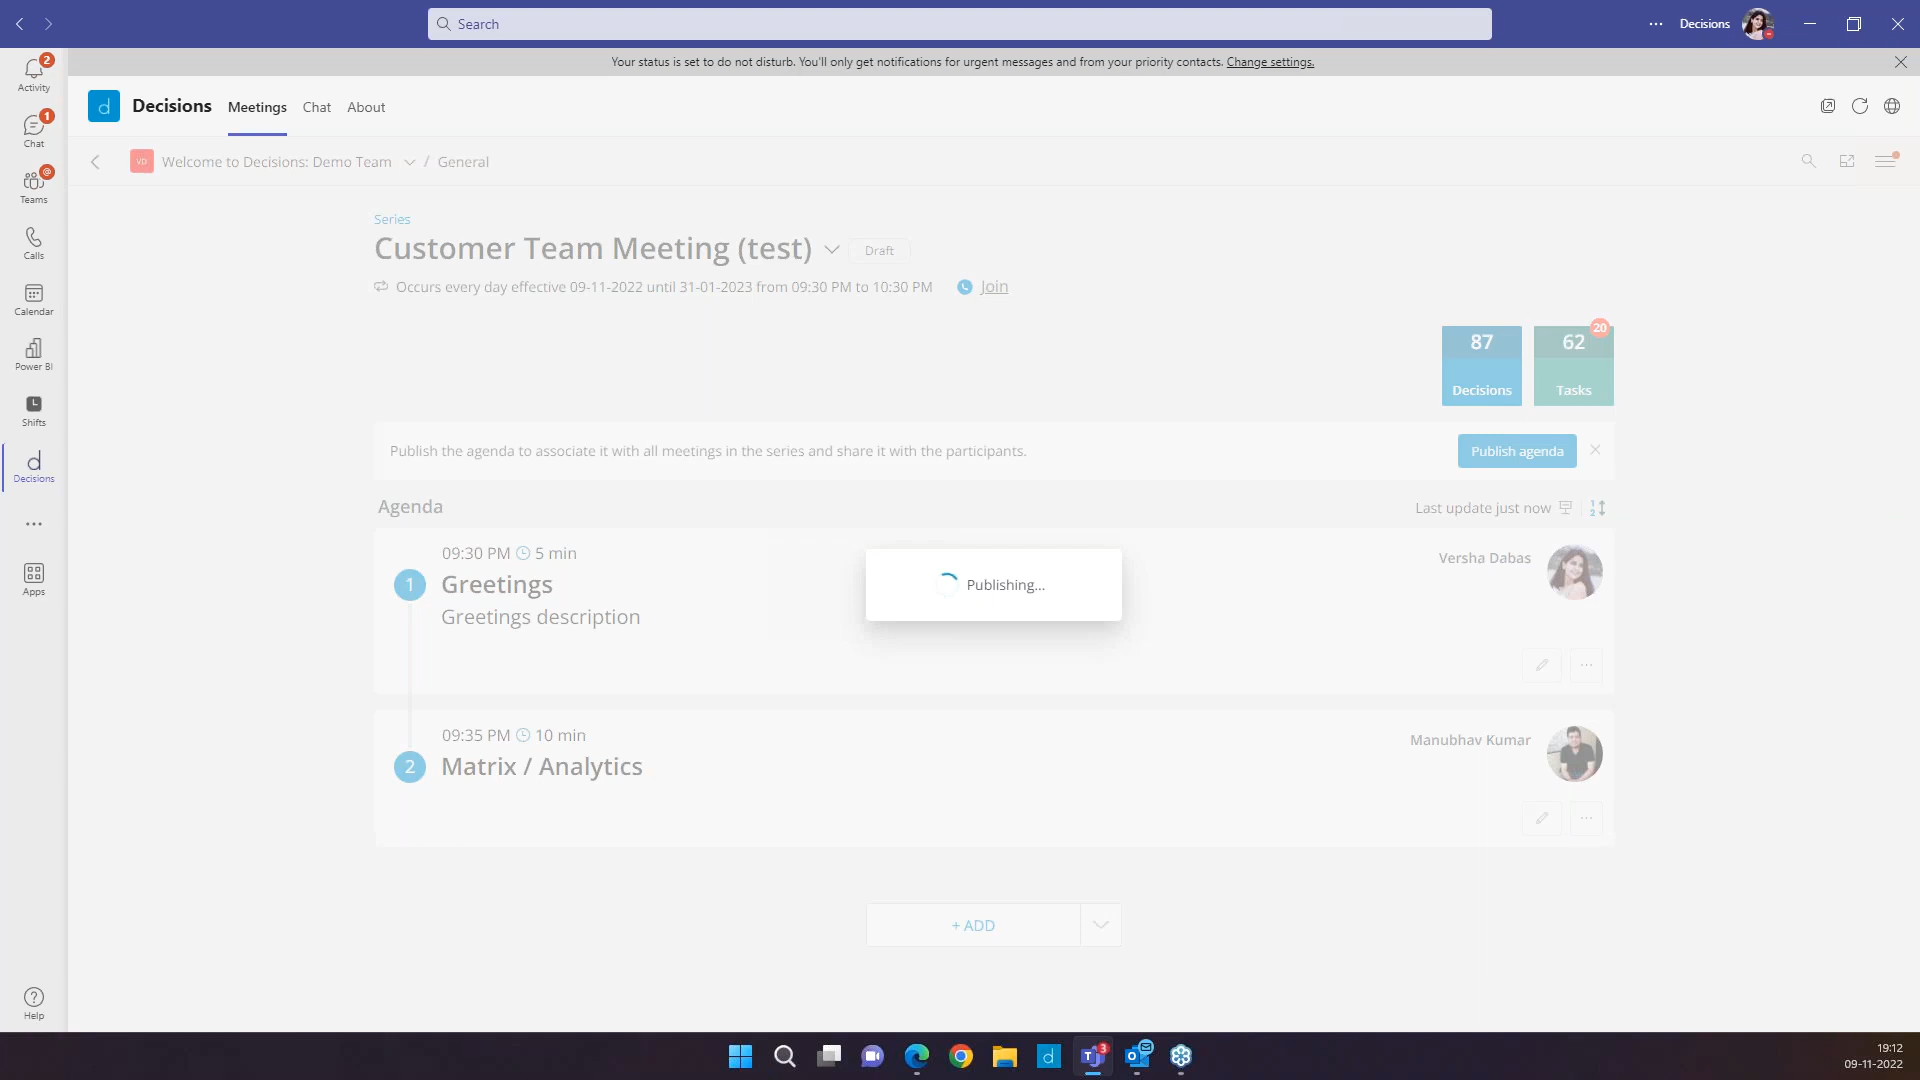 Search
Decisions
Your status is set to do not disturb. You'll only get notifications for urgent messages and from your priority contacts. Change settings.
2
Activity
1
Chat
@
Teams
Calls
Calendar
Power BI
Shifts
d
Decisions
Apps
Help
d
Decisions
Meetings
Chat
About
VD
Welcome to Decisions: Demo Team / General
Series
Customer Team Meeting (test)
Draft
Occurs every day effective 09-11-2022 until 31-01-2023 from 09:30 PM to 10:30 PM
Join
87
Decisions
20
62
Tasks
Publish the agenda to associate it with all meetings in the series and share it with the participants.
Publish agenda
Agenda
Last update just now
1
2
09:30 PM 5 min
1
Greetings
Greetings description
Versha Dabas
Publishing...
09:35 PM 10 min
2
Matrix / Analytics
Manubhav Kumar
+ ADD
d
T
3
O
19:12
09-11-2022